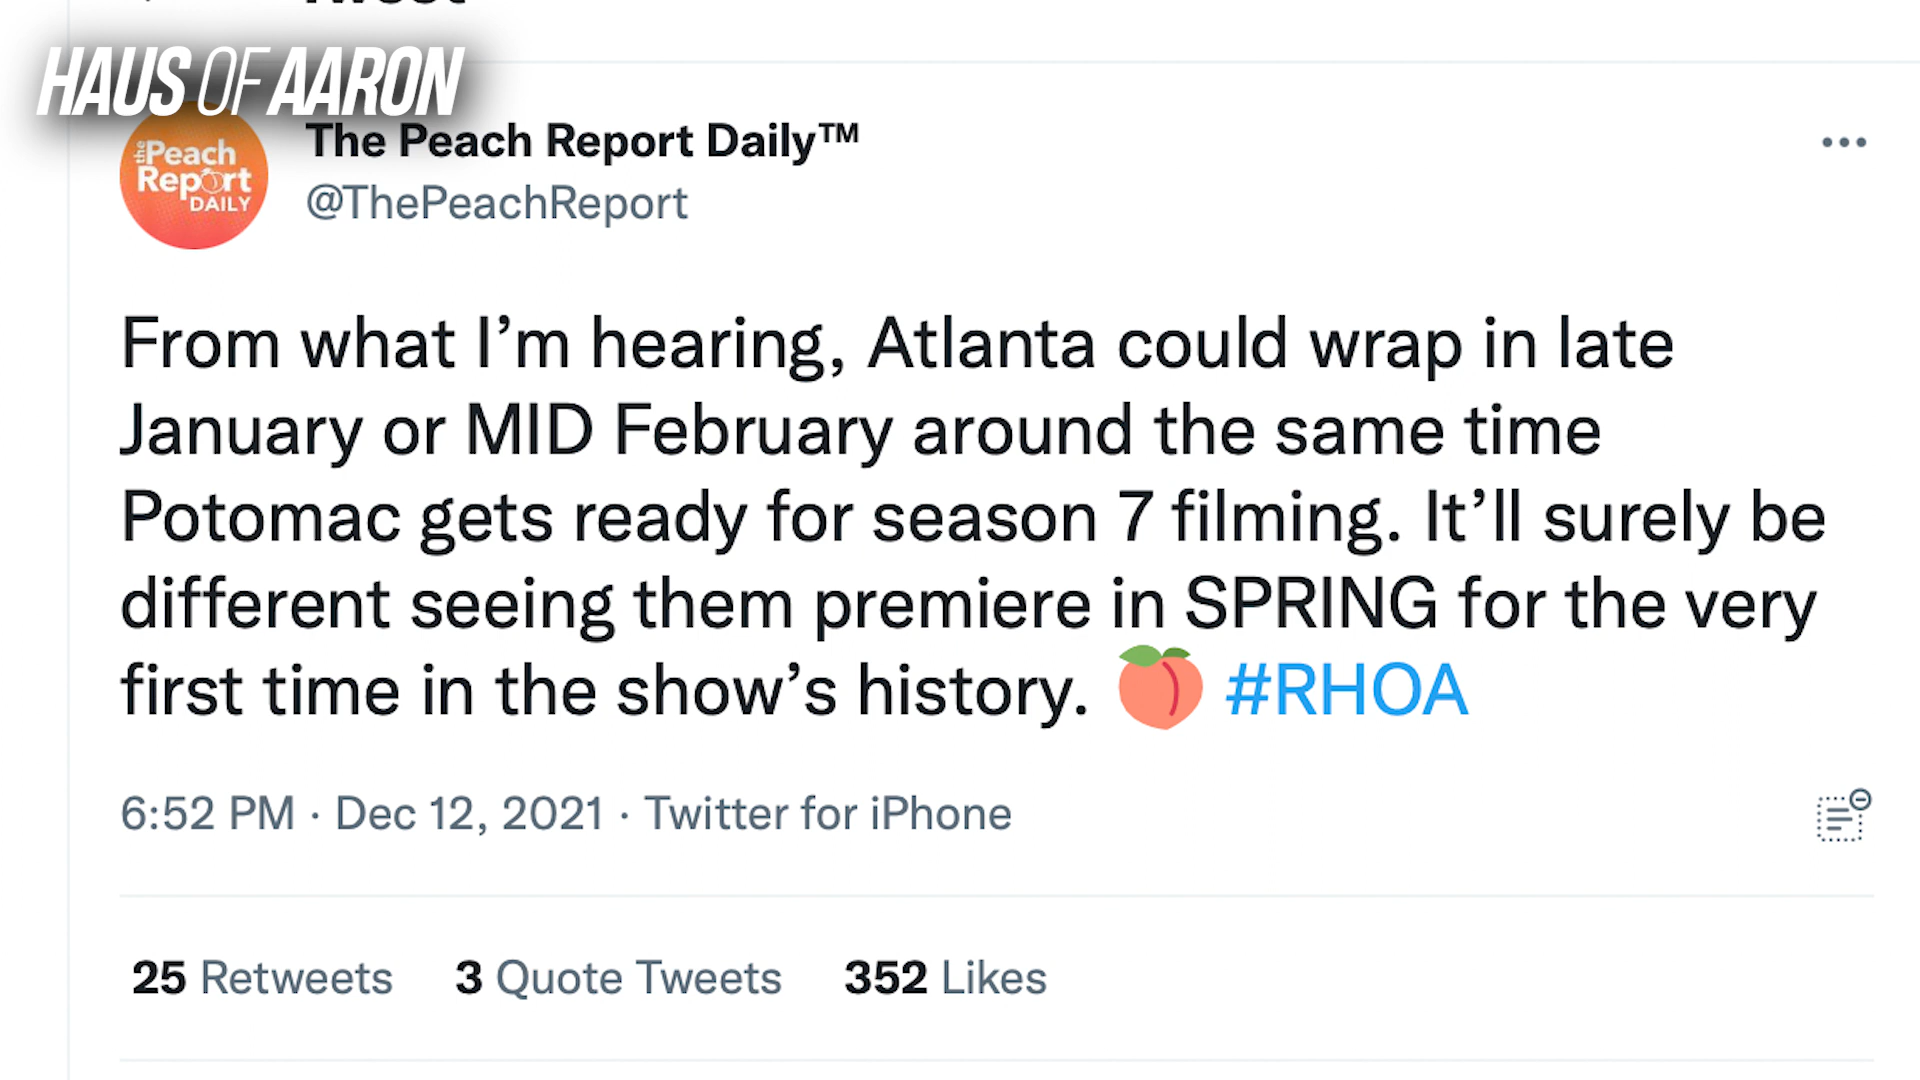 Tweet
HAUS OF AARON
the Peach
Report
DAILY
The Peach Report Daily™
@ThePeachReport
From what I’m hearing, Atlanta could wrap in late
January or MID February around the same time
Potomac gets ready for season 7 filming. It’ll surely be
different seeing them premiere in SPRING for the very
first time in the show’s history. 🍑 #RHOA
6:52 PM · Dec 12, 2021 · Twitter for iPhone
25 Retweets 3 Quote Tweets 352 Likes